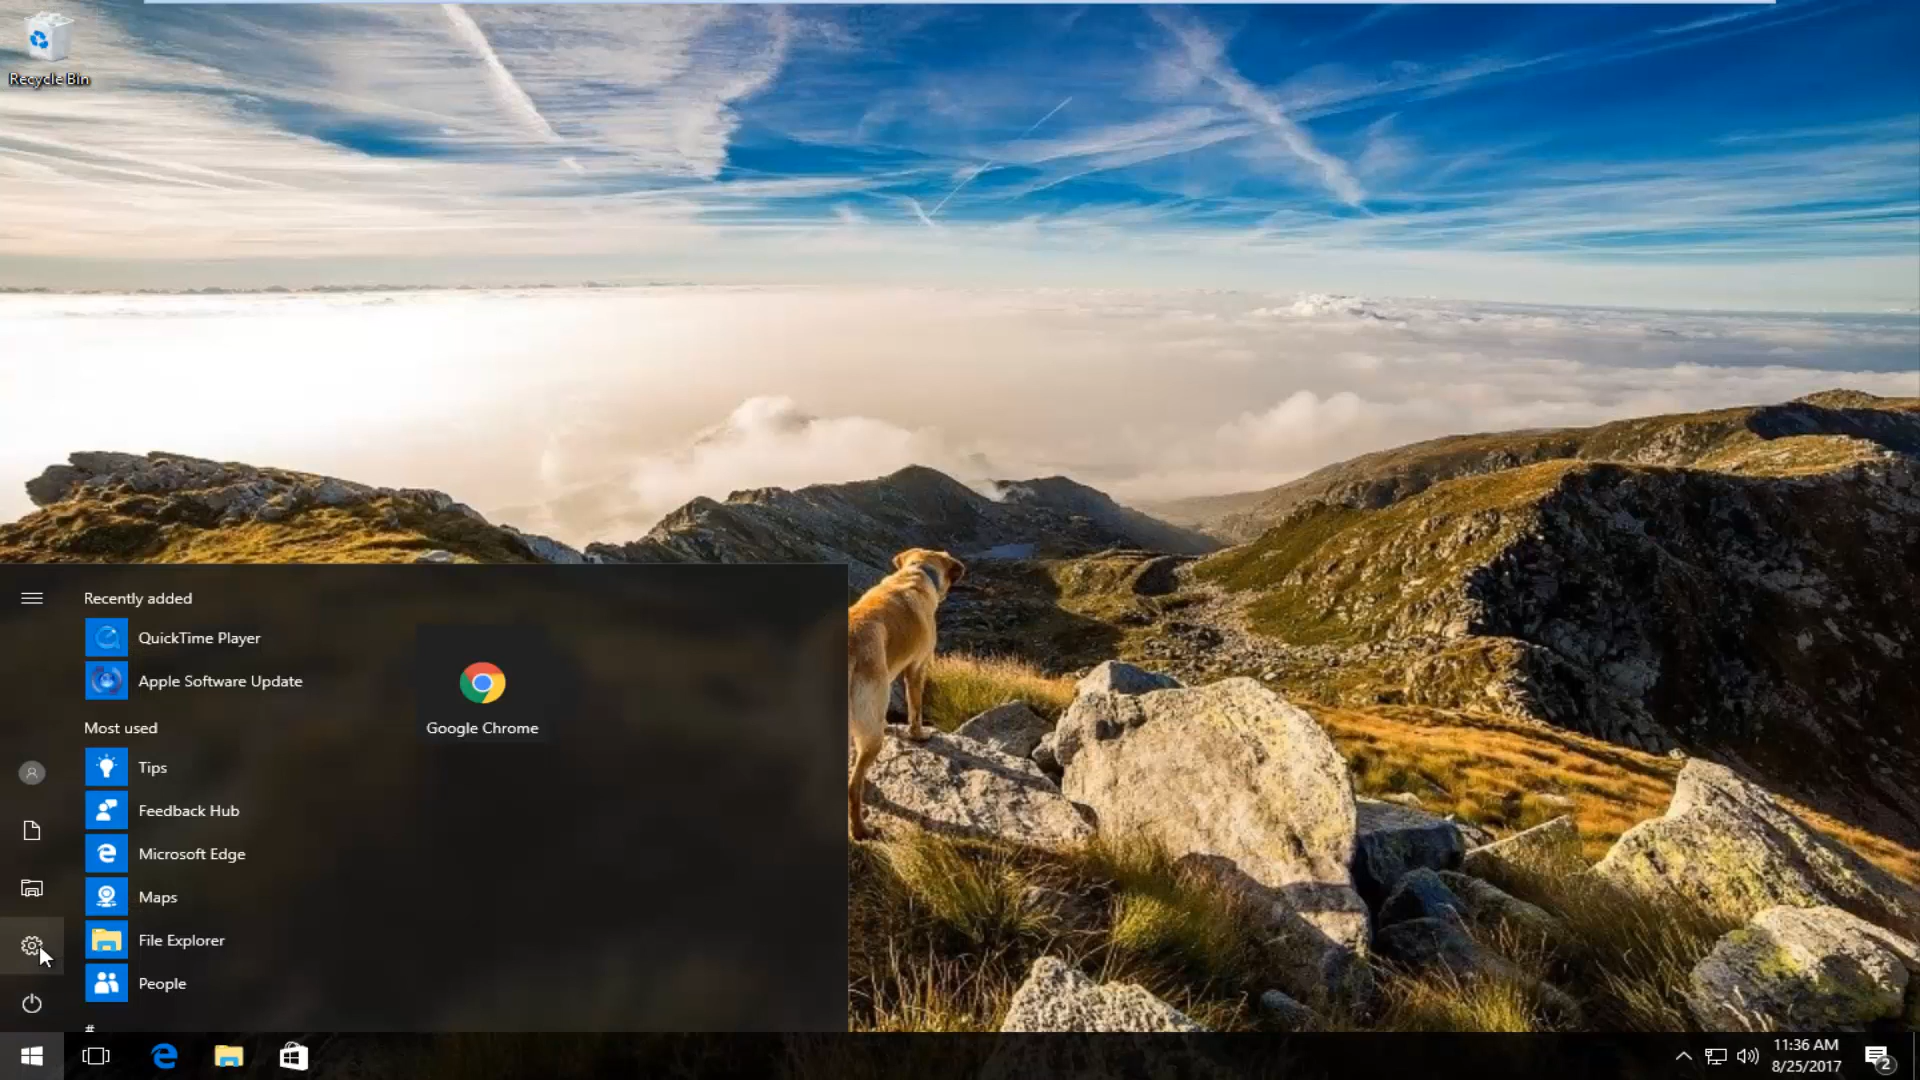 Recycle Bin
Recently added
QuickTime Player
Apple Software Update
Most used
Tips
Feedback Hub
Microsoft Edge
Maps
File Explorer
People
#
Google Chrome
11:36 AM
8/25/2017
2